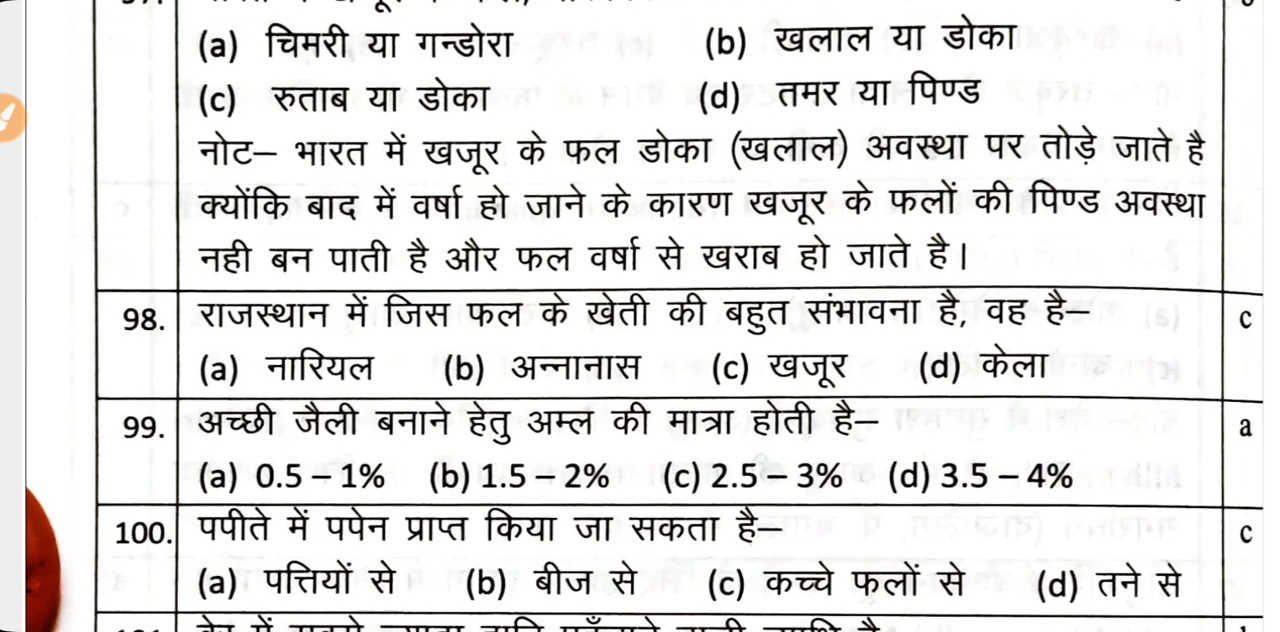 (a) चिमरी या गन्डोरा (b) खलाल या डोका
(c) रुताब या डोका (d) तमर या पिण्ड
नोट– भारत में खजूर के फल डोका (खलाल) अवस्था पर तोड़े जाते है
क्योंकि बाद में वर्षा हो जाने के कारण खजूर के फलों की पिण्ड अवस्था
नही बन पाती है और फल वर्षा से खराब हो जाते है।
98. राजस्थान में जिस फल के खेती की बहुत संभावना है, वह है– c
(a) नारियल (b) अन्नानास (c) खजूर (d) केला
99. अच्छी जैली बनाने हेतु अम्ल की मात्रा होती है– a
(a) 0.5 – 1% (b) 1.5 – 2% (c) 2.5 – 3% (d) 3.5 – 4%
100. पपीते में पपेन प्राप्त किया जा सकता है– c
(a) पत्तियों से (b) बीज से (c) कच्चे फूलों से (d) तने से